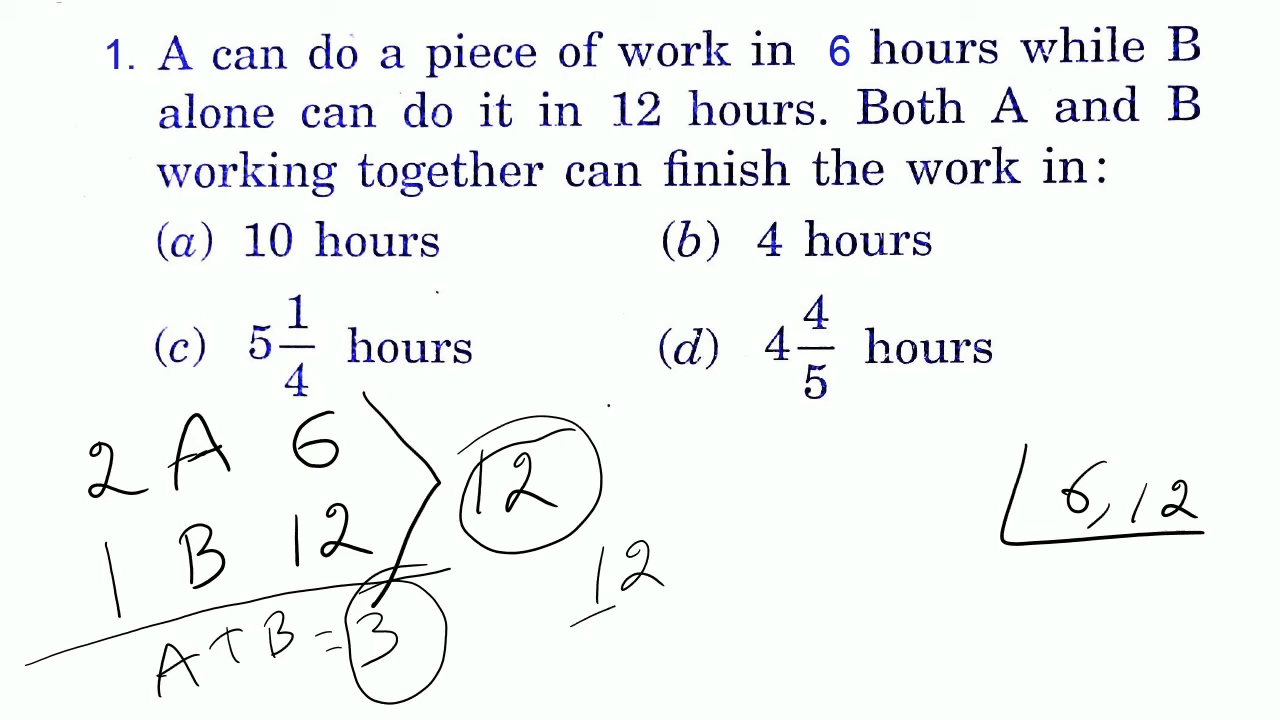 1. A can do a piece of work in 6 hours while B
alone can do it in 12 hours. Both A and B
working together can finish the work in:
(a) 10 hours (b) 4 hours
(c) 5 1/4 hours (d) 4 4/5 hours
2 A 6
12
1 B 12
6, 12
12
A+B=3